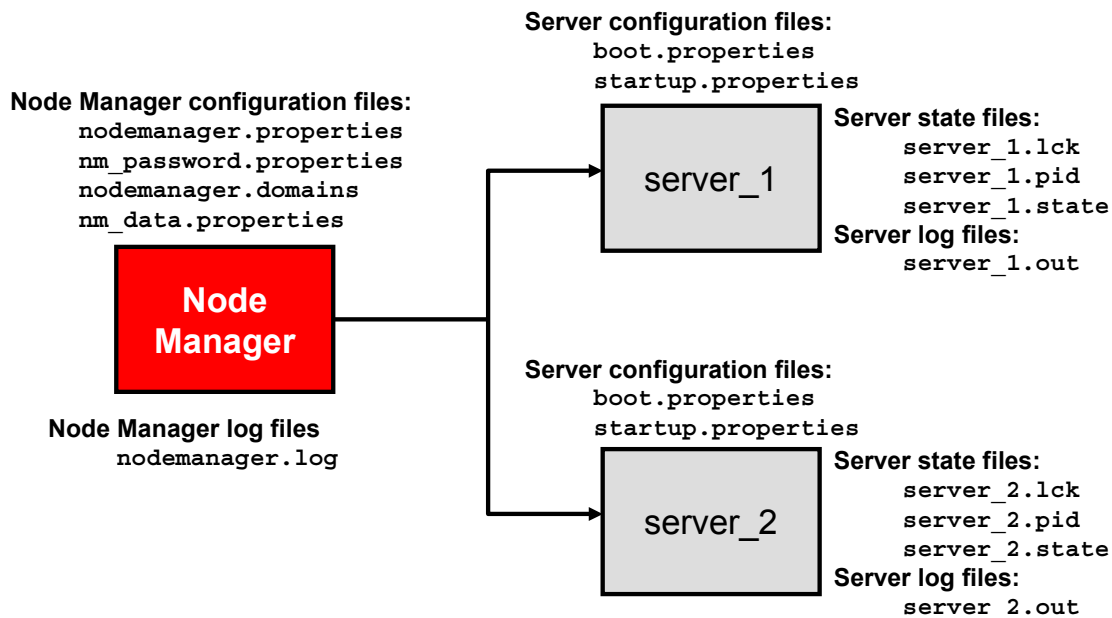 Node Manager configuration files:
nodemanager.properties
nm_password.properties
nodemanager.domains
nm_data.properties
Node
Manager
Node Manager log files
nodemanager.log
Server configuration files:
boot.properties
startup.properties
server_1
Server state files:
server_1.lck
server_1.pid
server_1.state
Server log files:
server_1.out
Server configuration files:
boot.properties
startup.properties
server_2
Server state files:
server_2.lck
server_2.pid
server_2.state
Server log files:
server_2.out